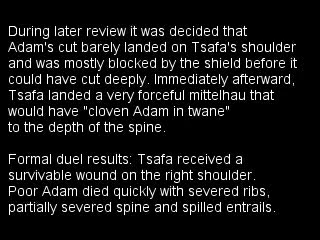 During later review it was decided that
Adam's cut barely landed on Tsafa's shoulder
and was mostly blocked by the shield before it
could have cut deeply. Immediately afterward,
Tsafa landed a very forceful mittelhau that
would have "cloven Adam in twane"
to the depth of the spine.
Formal duel results: Tsafa received a
survivable wound on the right shoulder.
Poor Adam died quickly with severed ribs,
partially severed spine and spilled entrails.